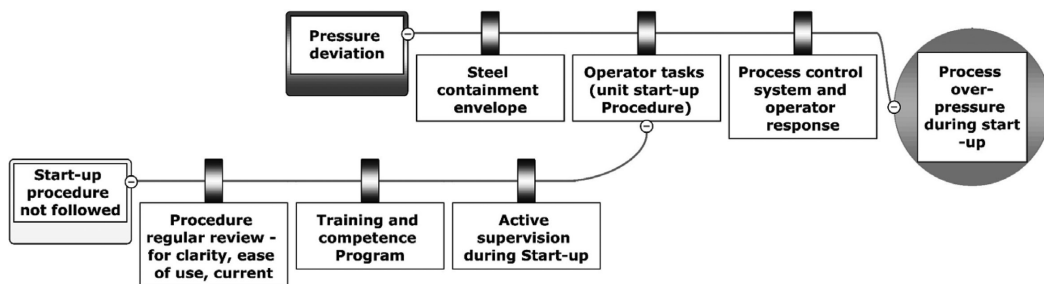 Pressure
deviation
Steel
containment
envelope
Operator tasks
(unit start-up
Procedure)
Process control
system and
operator
response
Process
over-
pressure
during start
-up
Start-up
procedure
not followed
Procedure
regular review -
for clarity, ease
of use, current
Training and
competence
Program
Active
supervision
during Start-up